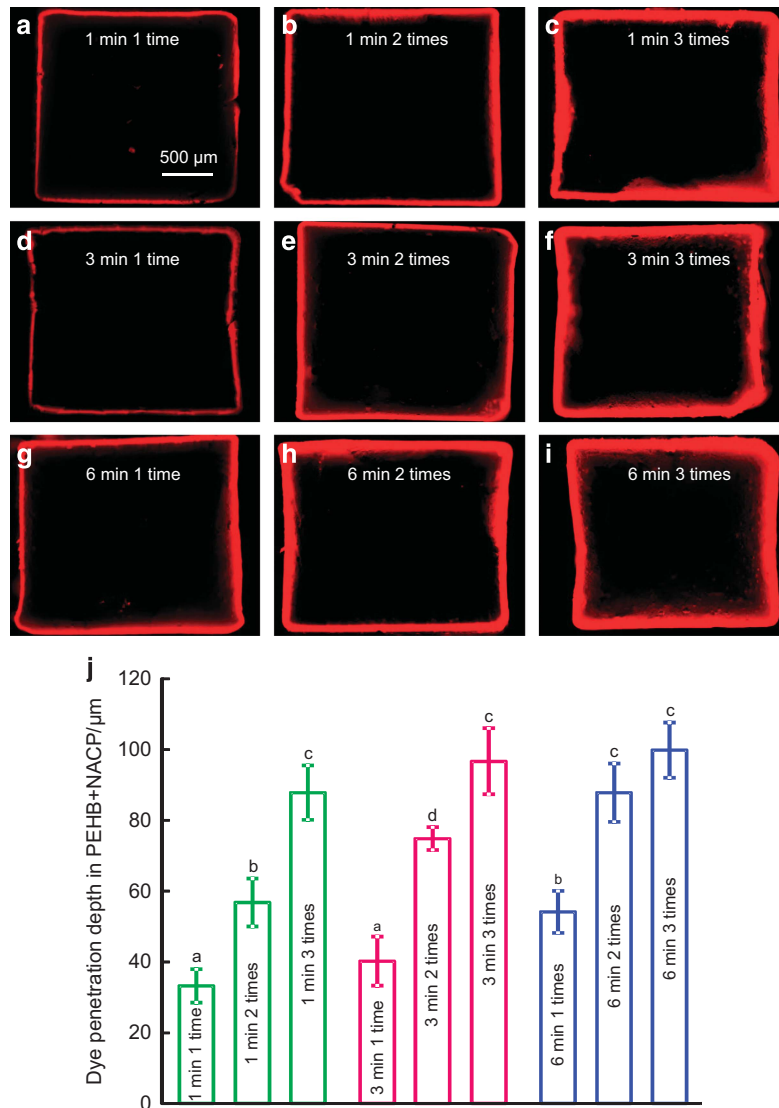 a
1 min 1 time
500 µm
b
1 min 2 times
c
1 min 3 times
d
3 min 1 time
e
3 min 2 times
f
3 min 3 times
g
6 min 1 time
h
6 min 2 times
i
6 min 3 times
j
Dye penetration depth in PEHB+NACP/µm
120
100
80
60
40
20
0
a
b
c
a
d
c
b
c
c
1 min 1 time
1 min 2 times
1 min 3 times
3 min 1 time
3 min 2 times
3 min 3 times
6 min 1 times
6 min 2 times
6 min 3 times